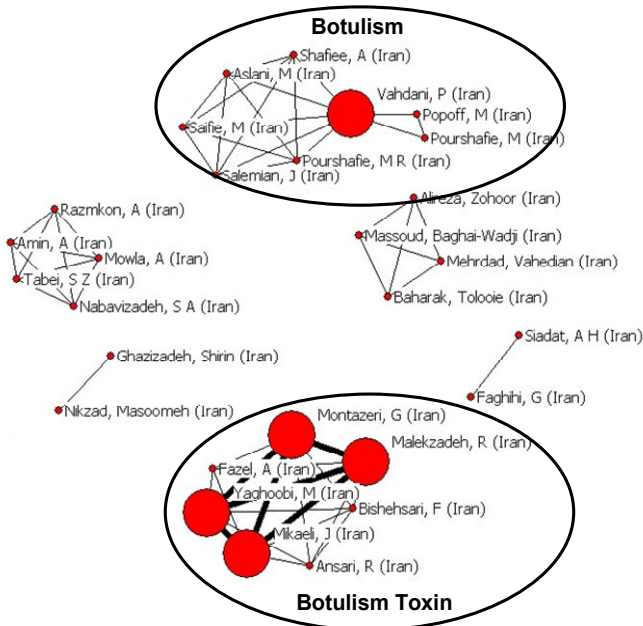 Botulism
Shafiee, A (Iran)
Aslani, M (Iran)
Vahdani, P (Iran)
Popoff, M (Iran)
Saifie, M (Iran)
Pourshafie, M (Iran)
Pourshafie, M R (Iran)
Salemian, J (Iran)
Alireza, Zohoor (Iran)
Razmkon, A (Iran)
Massoud, Baghai-Wadji (Iran)
Amin, A (Iran)
Mowla, A (Iran)
Mehrdad, Vahedian (Iran)
Tabei, S Z (Iran)
Baharak, Tolooie (Iran)
Nabavizadeh, S A (Iran)
Siadat, A H (Iran)
Ghazizadeh, Shirin (Iran)
Faghihi, G (Iran)
Nikzad, Masoomeh (Iran)
Montazeri, G (Iran)
Malekzadeh, R (Iran)
Fazel, A (Iran)
Yaghoobi, M (Iran)
Bishehsari, F (Iran)
Mikaeli, J (Iran)
Ansari, R (Iran)
Botulism Toxin